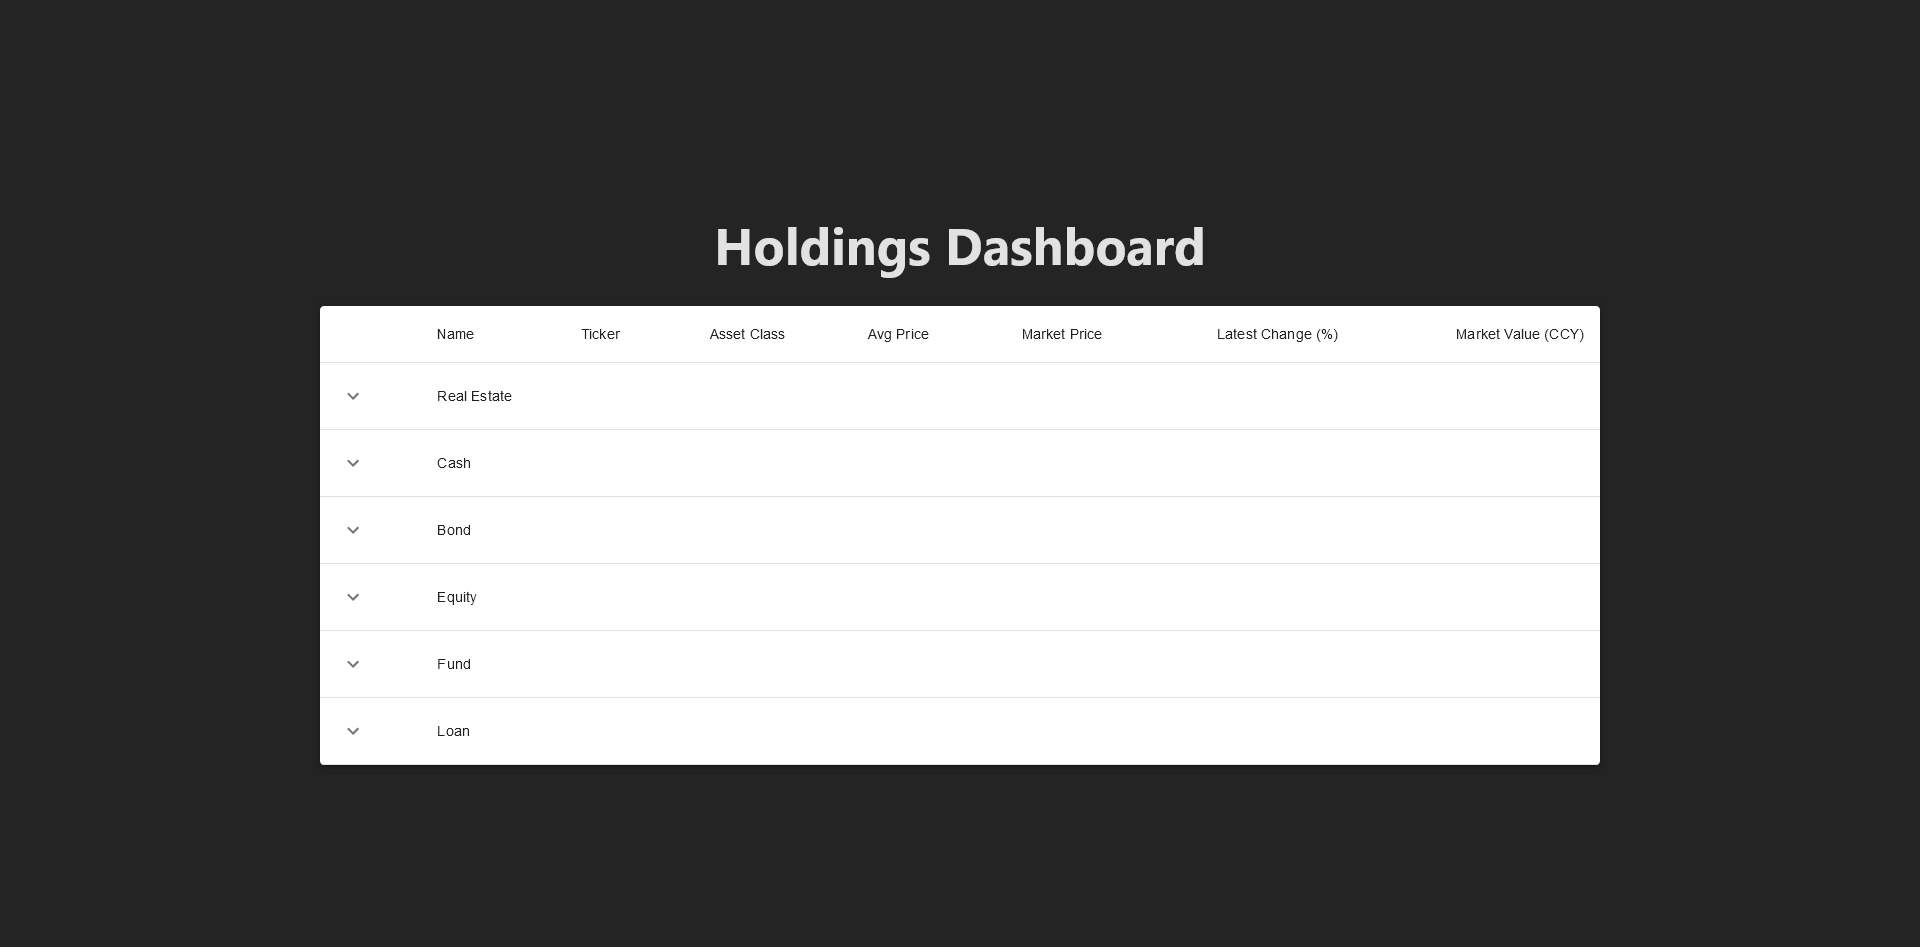 Holdings Dashboard
Name Ticker Asset Class Avg Price Market Price Latest Change (%) Market Value (CCY)
Real Estate
Cash
Bond
Equity
Fund
Loan